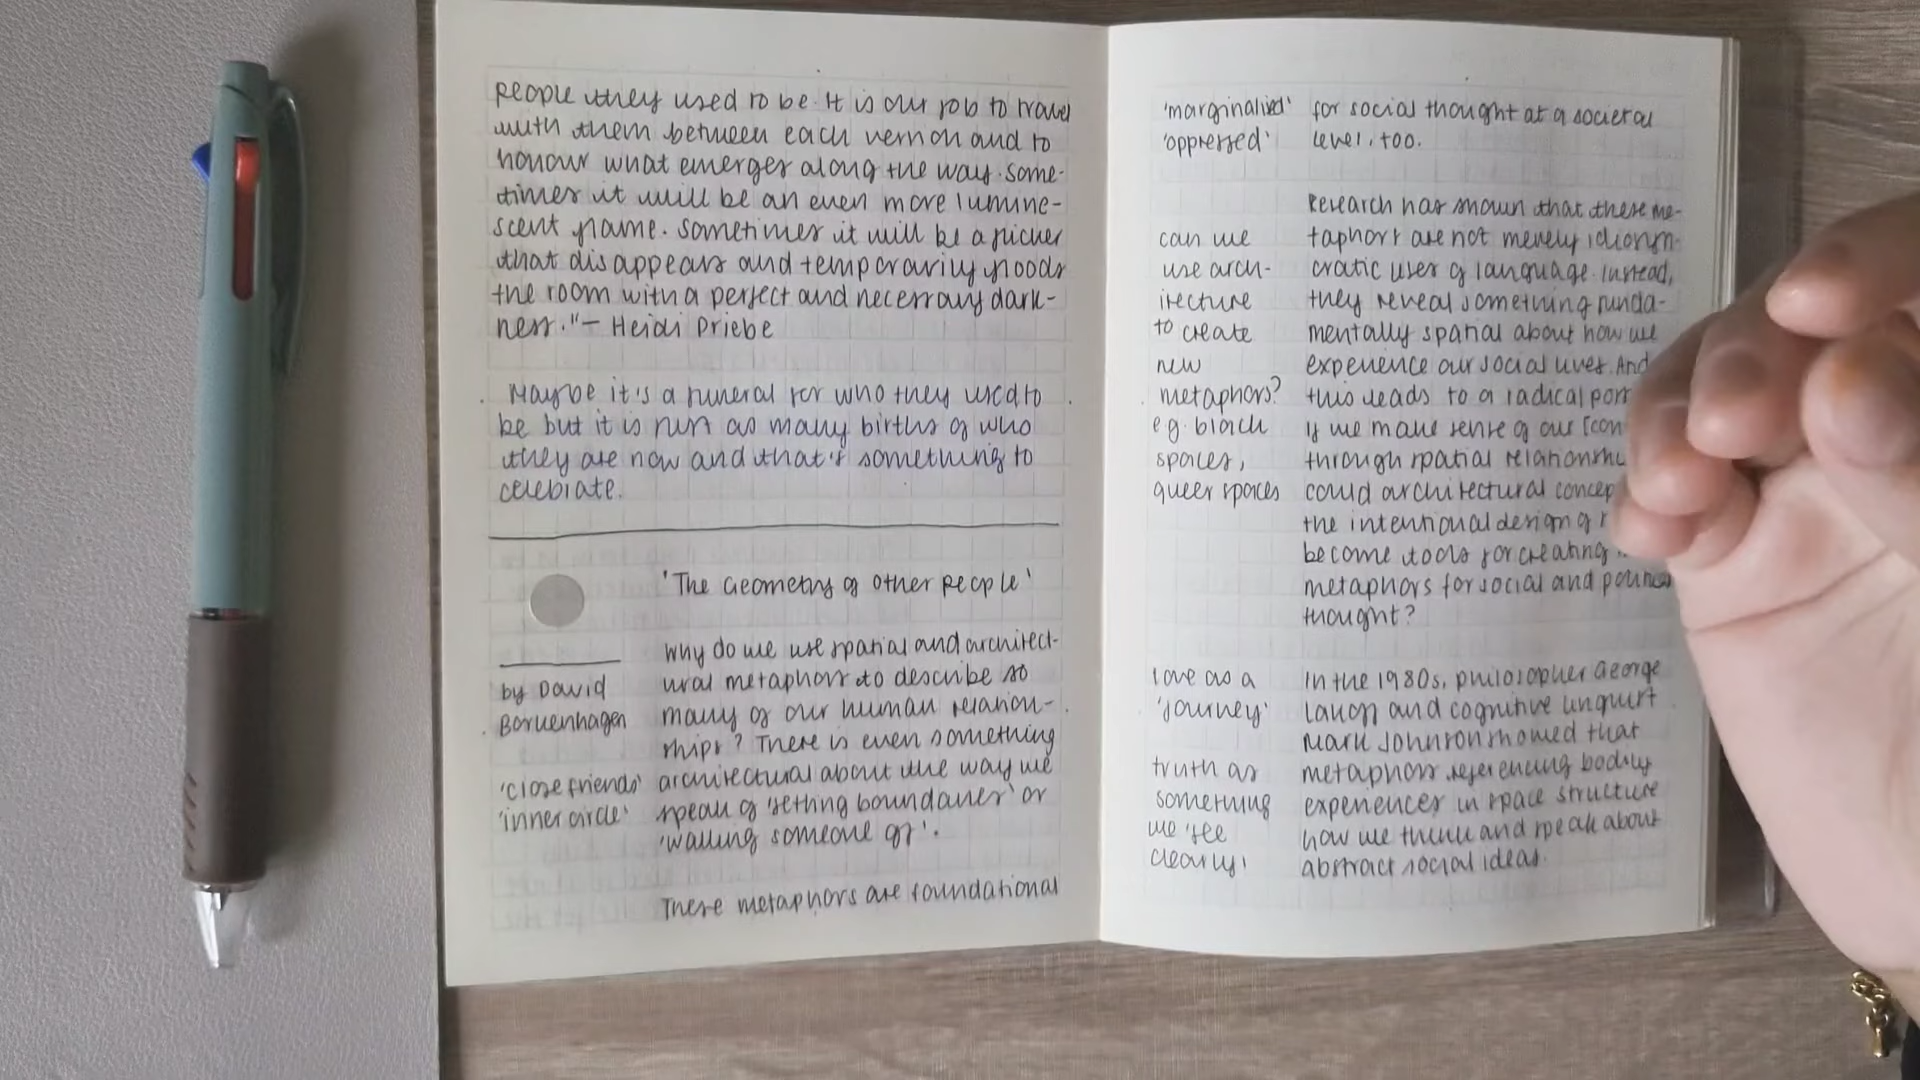 people they used to be. It is our job to travel
with them between each version and to
honour what emerges along the way. Some-
times it will be an even more lumine-
scent flame. Sometimes it will be a flicker
that disappears and temporarily floods
the room with a perfect and necessary dark-
ness." — Heidi Priebe
Maybe it's a funeral for who they used to
be but it is just as many births of who
they are now and that's something to
celebrate.
'The Geometry of Other People'
by David
Borkenhagen
Why do we use spatial and architect-
ural metaphors to describe so
many of our human relation-
ships? There is even something
architectural about the way we
speak of 'setting boundaries' or
'walling someone off'.
'close friends'
'inner circle'
These metaphors are foundational
'marginalised'
'oppressed'
for social thought at a societal
level, too.
can we
use arch-
itecture
to create
new
metaphors?
e.g. black
spaces,
queer spaces
Research has shown that these me-
taphors are not merely idiosyn-
cratic uses of language. Instead,
they reveal something funda-
mentally spatial about how we
experience our social lives. And
this leads to a radical
if we make sense of our [con
through spatial
could architectural
the intentional design of
become tools for creating
metaphors for social and political
thought?
love as a
'journey'
truth as
something
we 'see
clearly'
In the 1980s, philosopher George
Lakoff and cognitive linguist
Mark Johnson showed that
metaphors referencing bodily
experiences in space structure
how we think and speak about
abstract social ideas.